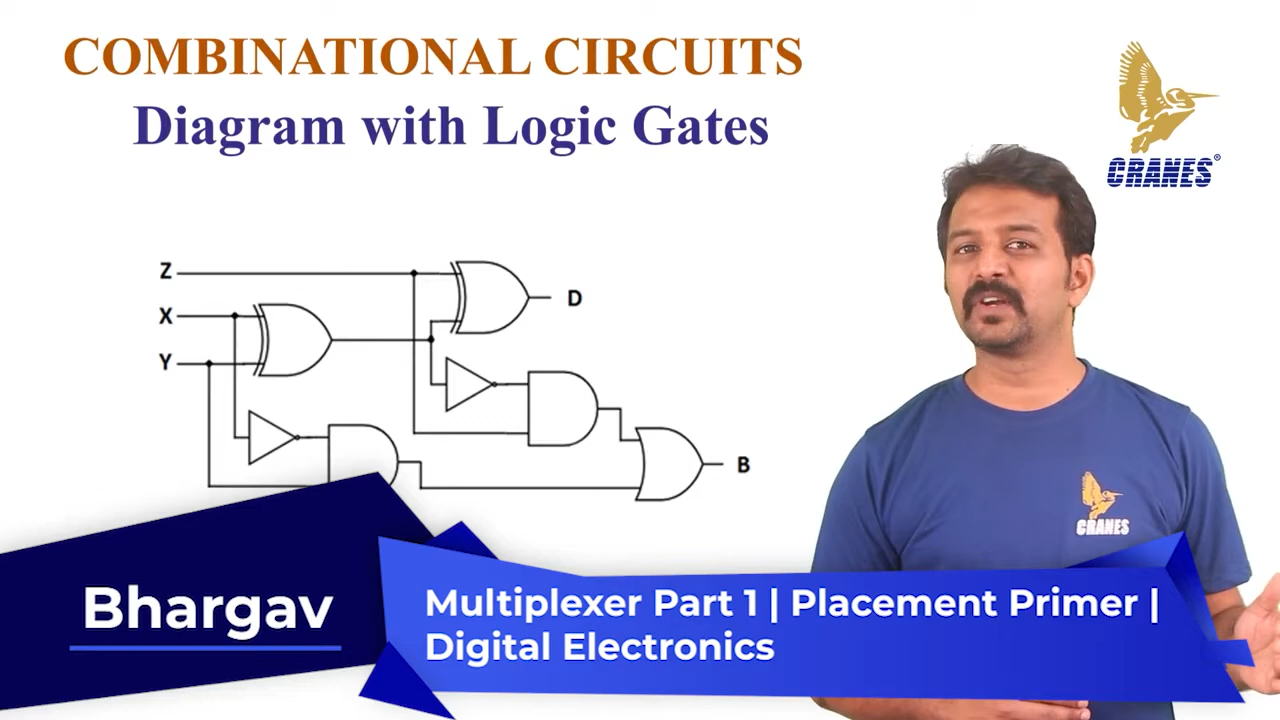 COMBINATIONAL CIRCUITS
Diagram with Logic Gates
CRANES®
Z
D
X
Y
B
CRANES
Bhargav
Multiplexer Part 1 | Placement Primer |
Digital Electronics